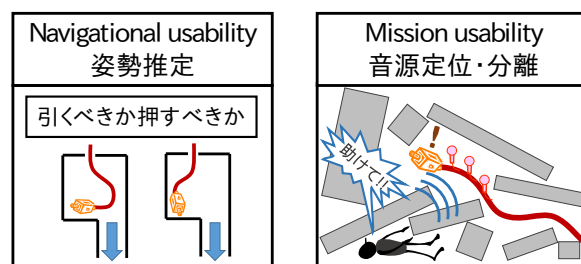 Navigational usability
姿勢推定
引くべきか押すべきか
Mission usability
音源定位・分離
助けて!!
!